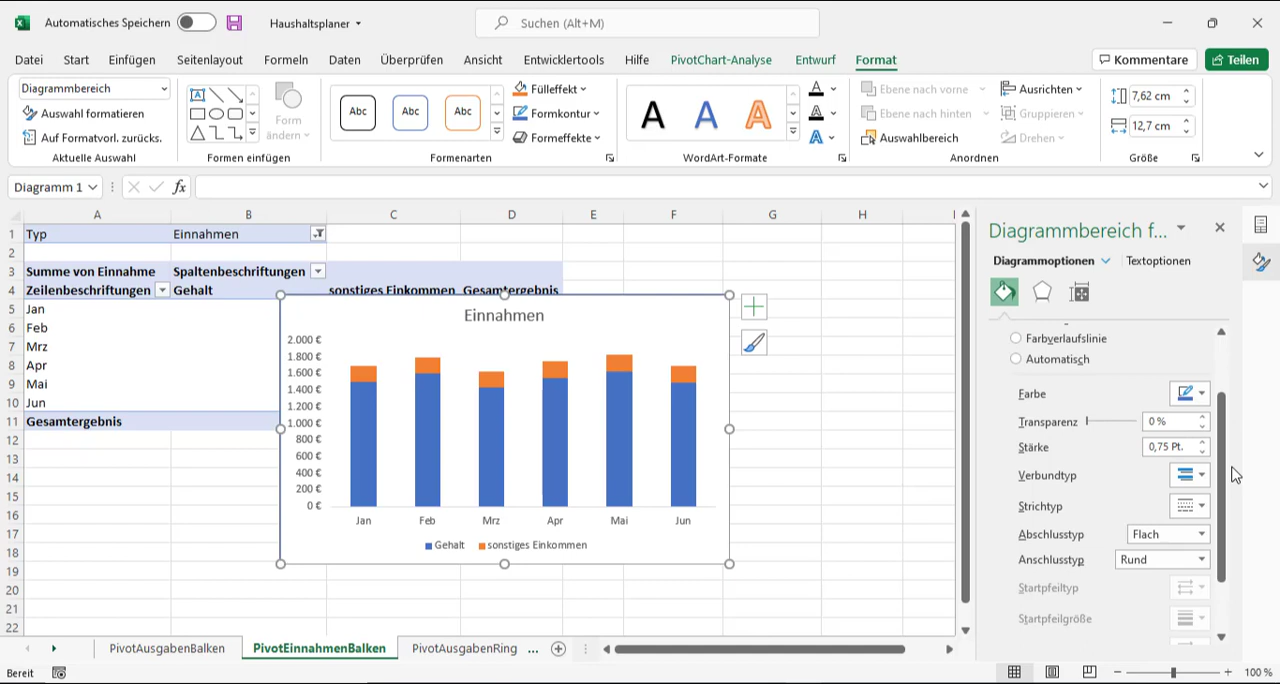 Automatisches Speichern
Haushaltsplaner
Suchen (Alt+M)
Datei Start Einfügen Seitenlayout Formeln Daten Überprüfen Ansicht Entwicklertools Hilfe PivotChart-Analyse Entwurf Format
Kommentare
Teilen
Diagrammbereich
Auswahl formatieren
Auf Formatvorl. zurücks.
Aktuelle Auswahl
Form
ändern
Formen einfügen
Abc Abc Abc
Fülleffekt
Formkontur
Formeffekte
Formenarten
A A A
WordArt-Formate
Ebene nach vorne
Ebene nach hinten
Auswahlbereich
Ausrichten
Gruppieren
Drehen
Anordnen
7,62 cm
12,7 cm
Größe
Diagramm 1
fx
A B C D E F G H I
1 Typ Einnahmen
2
3 Summe von Einnahme Spaltenbeschriftungen
4 Zeilenbeschriftungen Gehalt sonstiges Einkommen Gesamtergebnis
5 Jan
6 Feb
7 Mrz
8 Apr
9 Mai
10 Jun
11 Gesamtergebnis
12
13
14
15
16
17
18
19
20
21
22
Einnahmen
2.000 €
1.800 €
1.600 €
1.400 €
1.200 €
1.000 €
800 €
600 €
400 €
200 €
0 €
Jan Feb Mrz Apr Mai Jun
Gehalt sonstiges Einkommen
Diagrammbereich f...
Diagrammoptionen Textoptionen
Farbverlaufslinie
Automatisch
Farbe
Transparenz 0 %
Stärke 0,75 Pt.
Verbundtyp
Strichtyp
Abschlusstyp Flach
Anschlusstyp Rund
Startpfeiltyp
Startpfeilgröße
PivotAusgabenBalken PivotEinnahmenBalken PivotAusgabenRing ...
Bereit
100 %